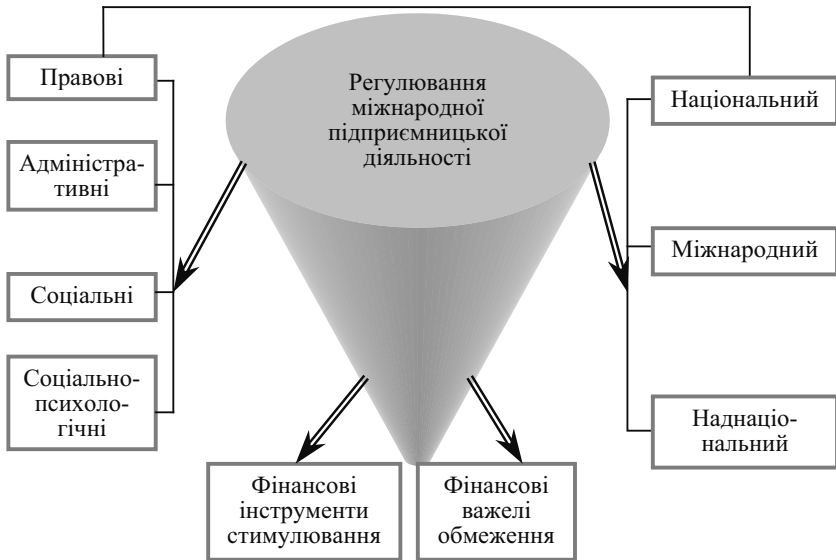 Правові
Адміністра-
тивні
Соціальні
Соціально-
психоло-
гічні
Регулювання
міжнародної
підприємницької
діяльності
Національний
Міжнародний
Наднаціо-
нальний
Фінансові
інструменти
стимулювання
Фінансові
важелі
обмеження